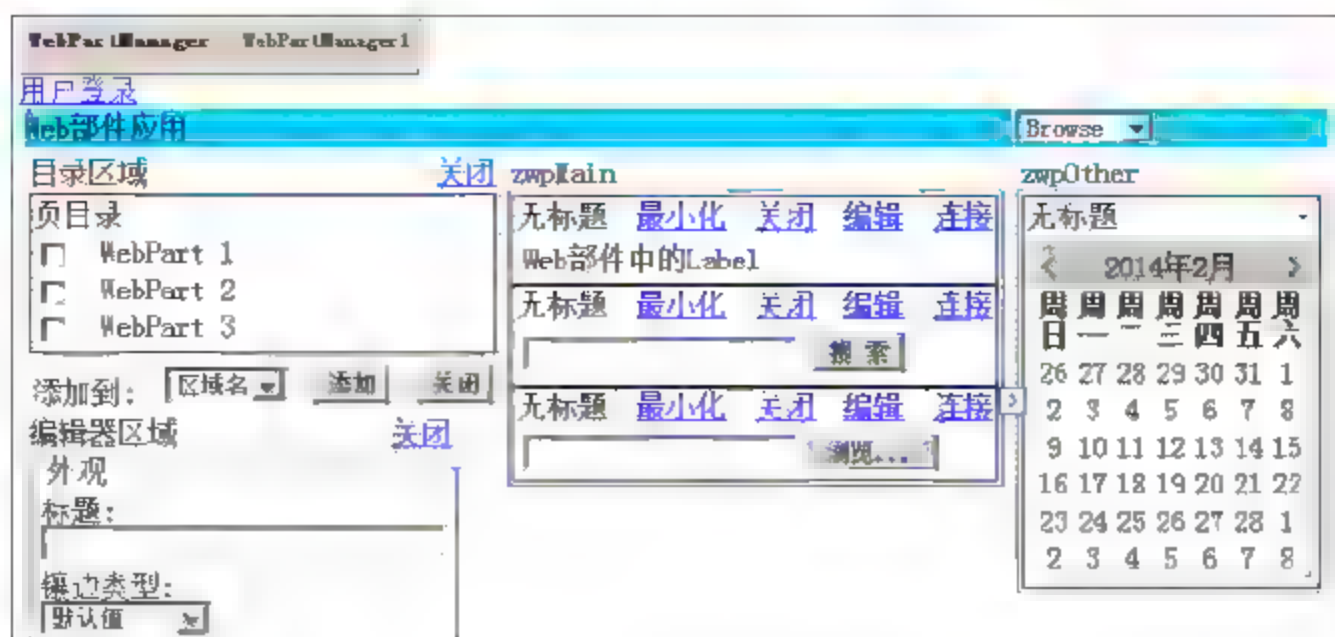 WebPartManager WebPartManager1
用户登录
Web部件应用 Browse
目录区域 关闭
页目录
WebPart 1
WebPart 2
WebPart 3
添加到: 区域名 添加 关闭
编辑器区域 关闭
外观
标题:
镶边类型:
默认值
zwpMain
无标题 最小化 关闭 编辑 连接
Web部件中的Label
无标题 最小化 关闭 编辑 连接
搜 索
无标题 最小化 关闭 编辑 连接
浏览...
zwpOther
无标题
2014年2月
周日 周一 周二 周三 周四 周五 周六
26 27 28 29 30 31 1
2 3 4 5 6 7 8
9 10 11 12 13 14 15
16 17 18 19 20 21 22
23 24 25 26 27 28 1
2 3 4 5 6 7 8